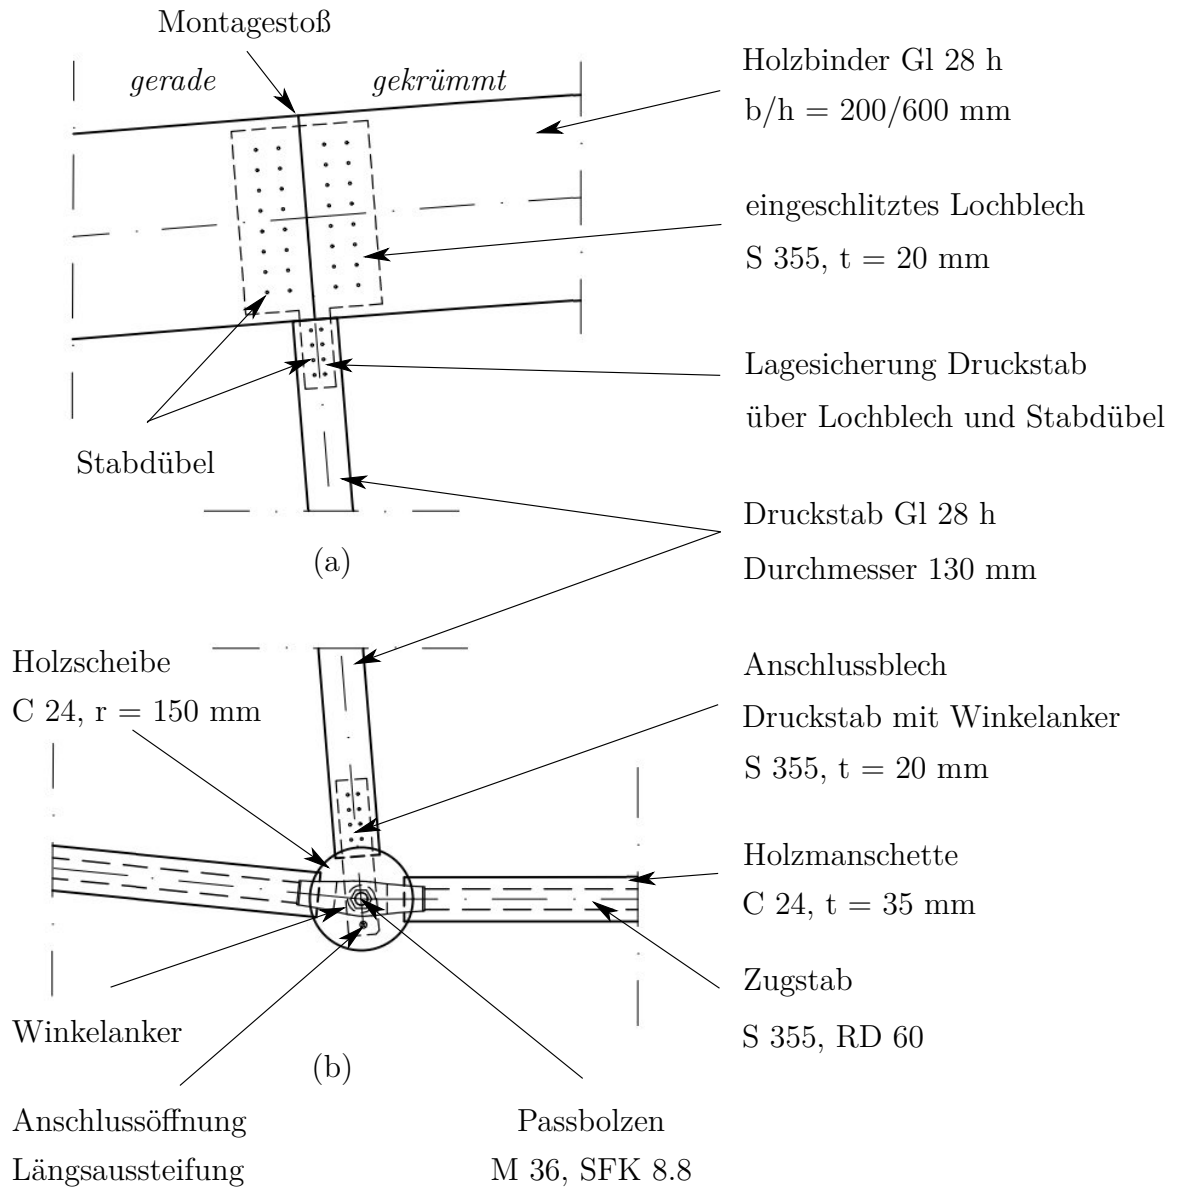 Montagestoß
gerade
gekrümmt
Holzbinder Gl 28 h
b/h = 200/600 mm
eingeschlitztes Lochblech
S 355, t = 20 mm
Lagesicherung Druckstab
über Lochblech und Stabdübel
Stabdübel
Druckstab Gl 28 h
Durchmesser 130 mm
(a)
Holzscheibe
C 24, r = 150 mm
Anschlussblech
Druckstab mit Winkelanker
S 355, t = 20 mm
Holzmanschette
C 24, t = 35 mm
Zugstab
S 355, RD 60
Winkelanker
(b)
Anschlussöffnung
Längsaussteifung
Passbolzen
M 36, SFK 8.8